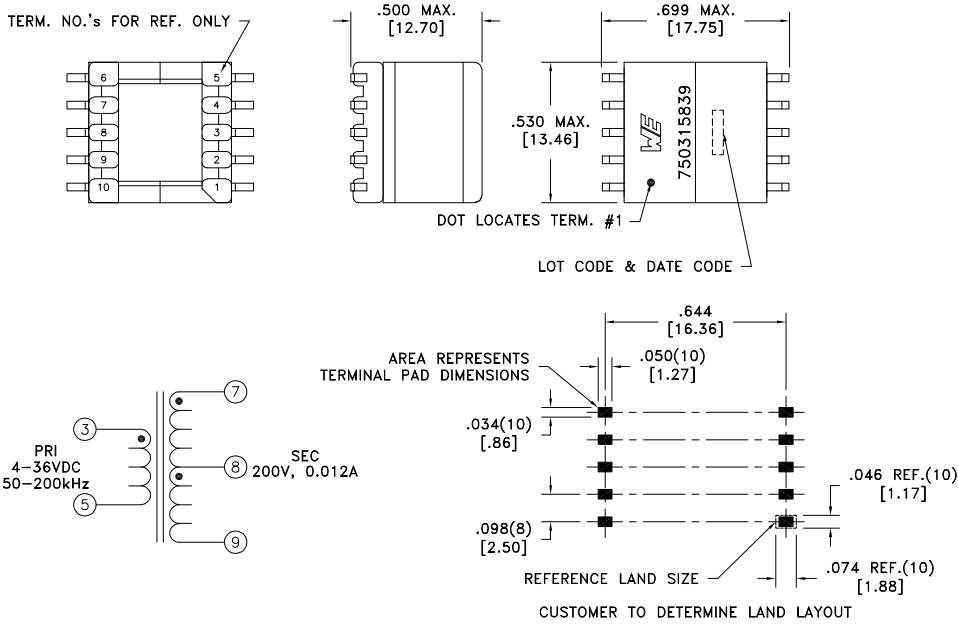 TERM. NO.'s FOR REF. ONLY
6
5
7
4
8
3
9
2
10
1
.500 MAX.
[12.70]
.699 MAX.
[17.75]
.530 MAX.
[13.46]
WE
750315839
DOT LOCATES TERM. #1
LOT CODE & DATE CODE
3
5
PRI
4-36VDC
50-200kHz
7
8
9
SEC
200V, 0.012A
.644
[16.36]
AREA REPRESENTS
TERMINAL PAD DIMENSIONS
.050(10)
[1.27]
.034(10)
[.86]
.098(8)
[2.50]
.046 REF.(10)
[1.17]
.074 REF.(10)
[1.88]
REFERENCE LAND SIZE
CUSTOMER TO DETERMINE LAND LAYOUT